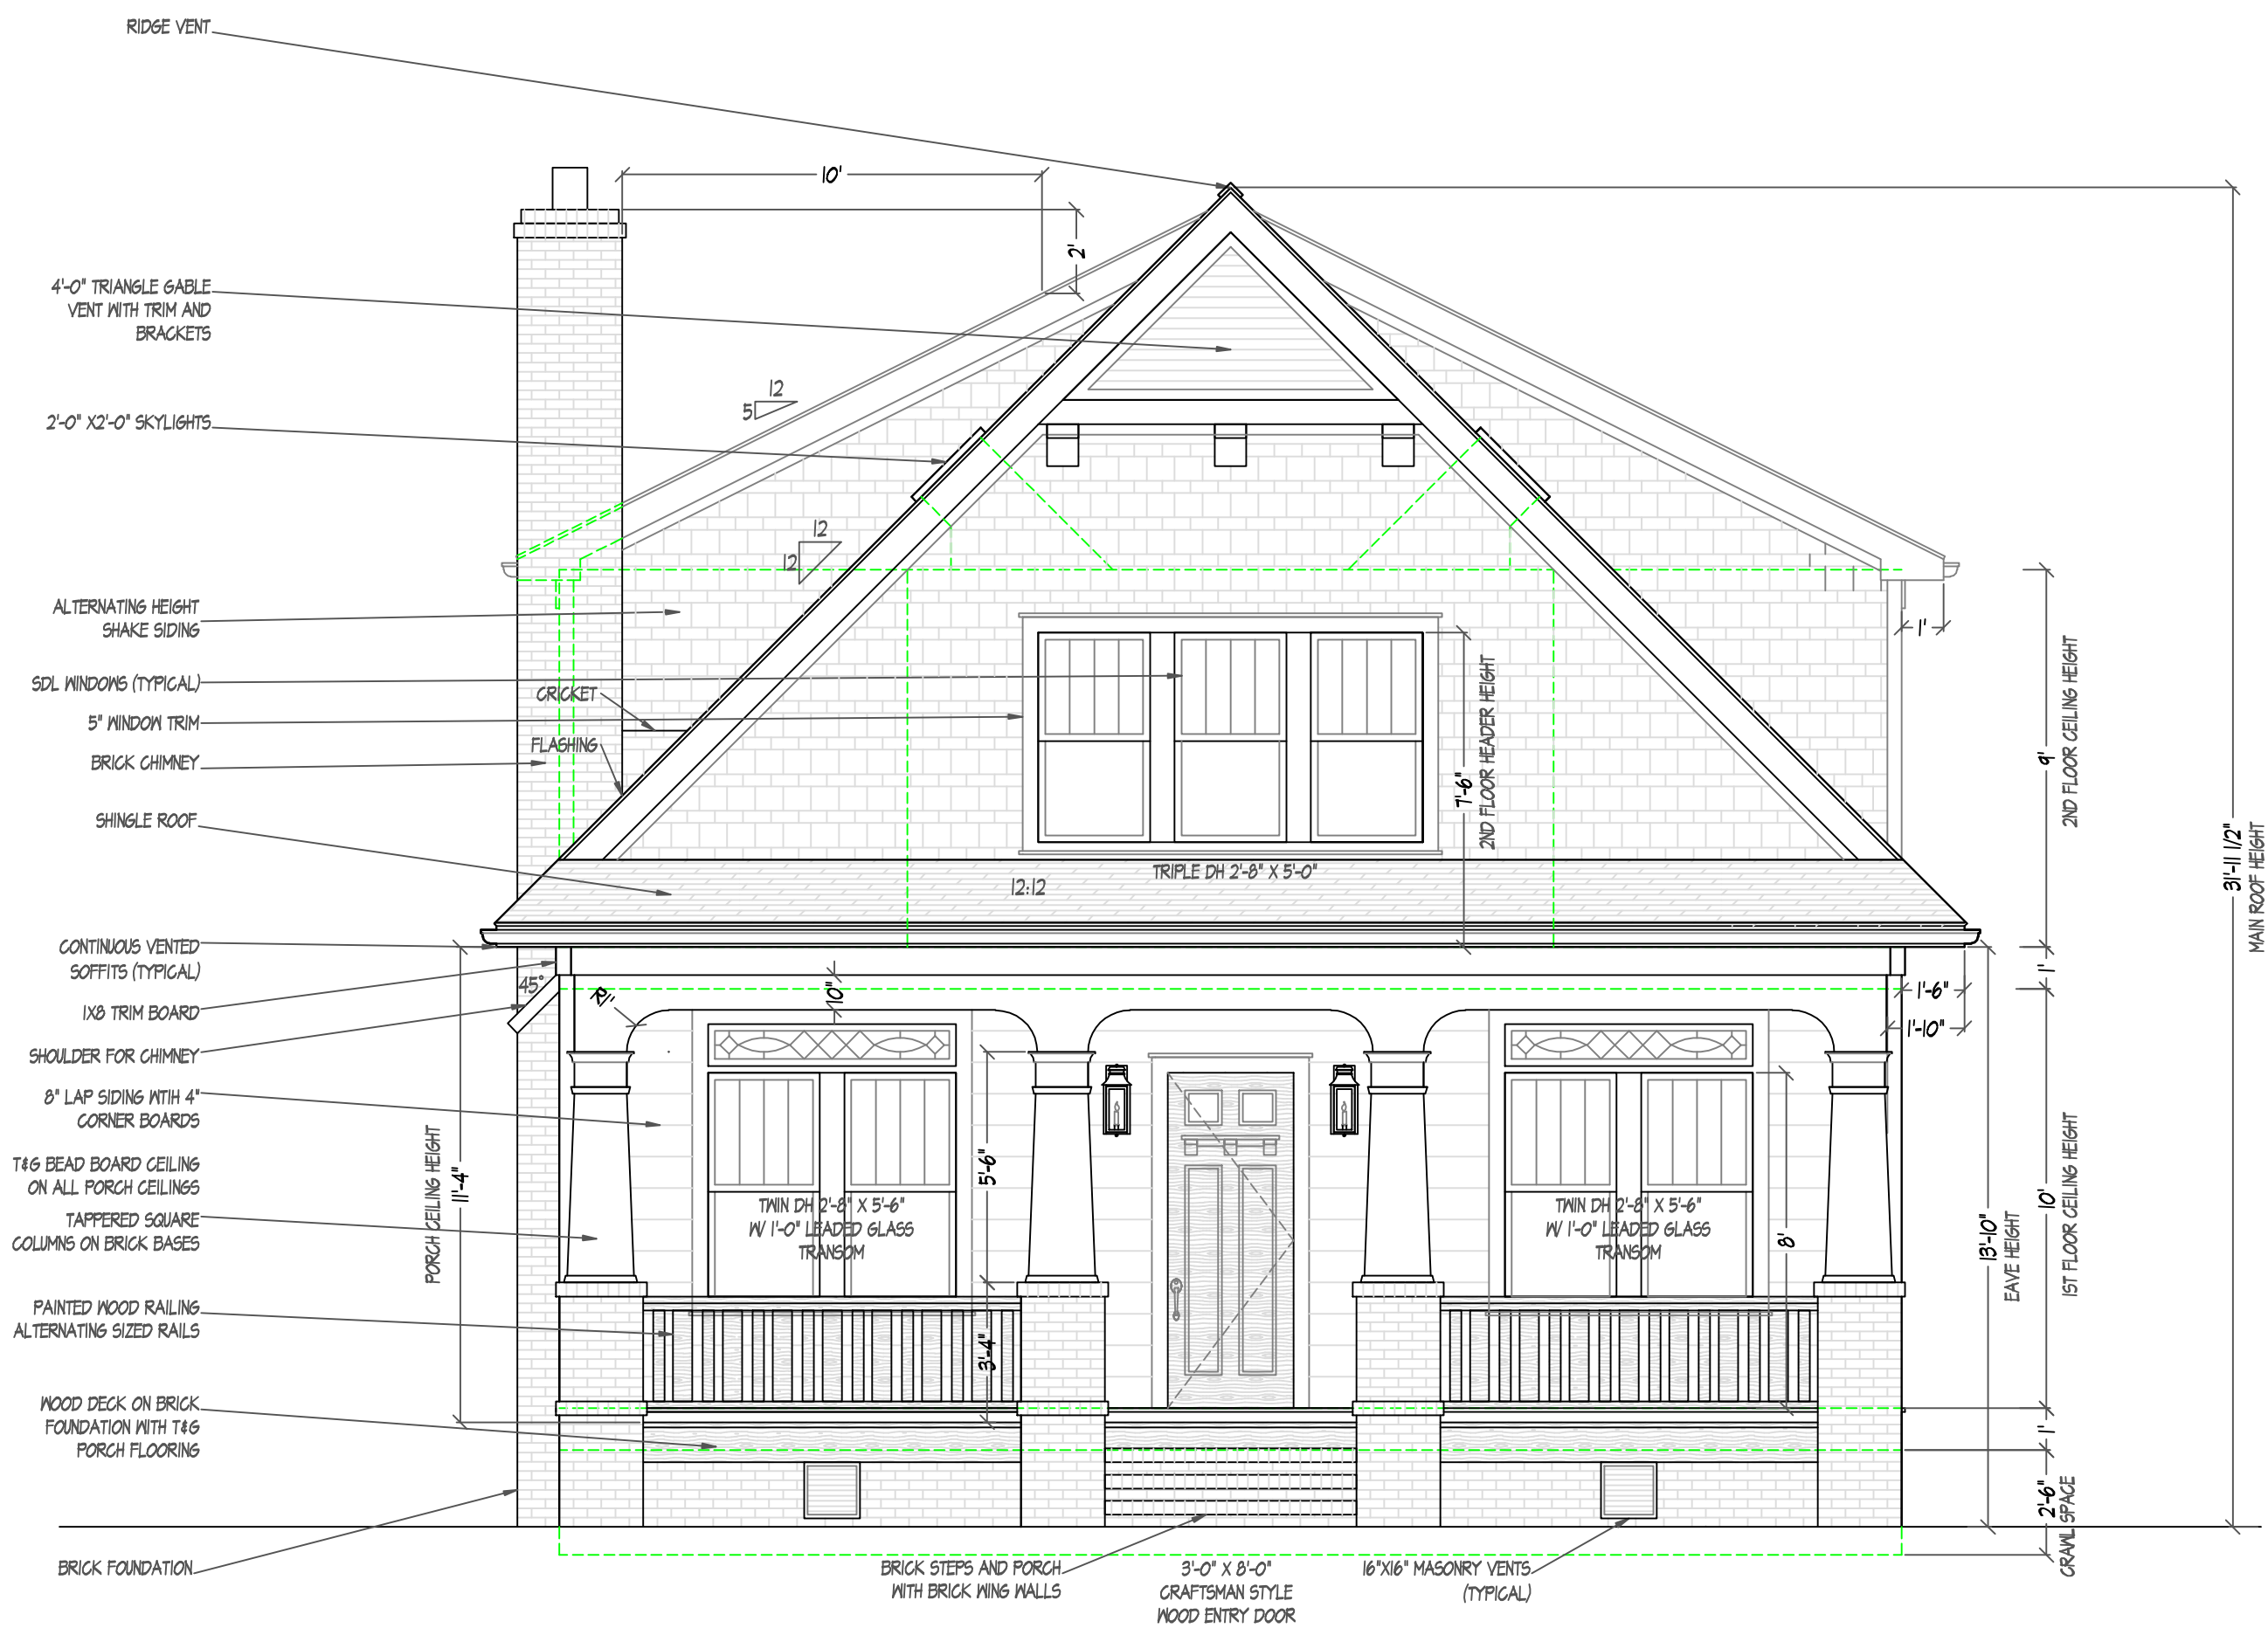 RIDGE VENT
10'
2'
4'-0" TRIANGLE GABLE
VENT WITH TRIM AND
BRACKETS
12
5
2'-0" X2'-0" SKYLIGHTS
12
12
ALTERNATING HEIGHT
SHAKE SIDING
1'
SDL WINDOWS (TYPICAL)
CRICKET
5" WINDOW TRIM
FLASHING
BRICK CHIMNEY
7'-6"
2ND FLOOR HEADER HEIGHT
9'
2ND FLOOR CEILING HEIGHT
31'-11 1/2"
MAIN ROOF HEIGHT
SHINGLE ROOF
TRIPLE DH 2'-8" X 5'-0"
12:12
CONTINUOUS VENTED
SOFFITS (TYPICAL)
1'
45°
R1'
10"
1'-6"
1X8 TRIM BOARD
1'-10"
SHOULDER FOR CHIMNEY
8" LAP SIDING WTIH 4"
CORNER BOARDS
T&G BEAD BOARD CEILING
ON ALL PORCH CEILINGS
PORCH CEILING HEIGHT
11'-4"
5'-6"
TAPPERED SQUARE
COLUMNS ON BRICK BASES
TWIN DH 2'-8" X 5'-6"
W/ 1'-0" LEADED GLASS
TRANSOM
TWIN DH 2'-8" X 5'-6"
W/ 1'-0" LEADED GLASS
TRANSOM
8'
13'-10"
EAVE HEIGHT
10'
1ST FLOOR CEILING HEIGHT
PAINTED WOOD RAILING
ALTERNATING SIZED RAILS
3'-4"
WOOD DECK ON BRICK
FOUNDATION WITH T&G
PORCH FLOORING
1'
2'-6"
CRAWL SPACE
BRICK FOUNDATION
BRICK STEPS AND PORCH
WITH BRICK WING WALLS
3'-0" X 8'-0"
CRAFTSMAN STYLE
WOOD ENTRY DOOR
16"X16" MASONRY VENTS
(TYPICAL)